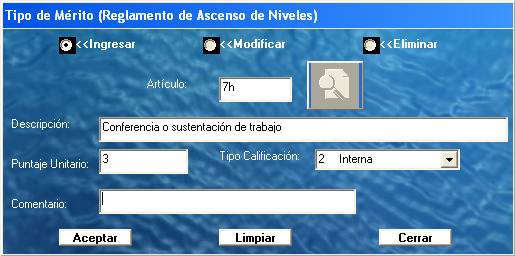 Tipo de Mérito (Reglamento de Ascenso de Niveles)
<<Ingresar <<Modificar <<Eliminar
Artículo: 7h
Descripción: Conferencia o sustentación de trabajo
Puntaje Unitario: 3 Tipo Calificación: 2 Interna
Comentario:
Aceptar Limpiar Cerrar